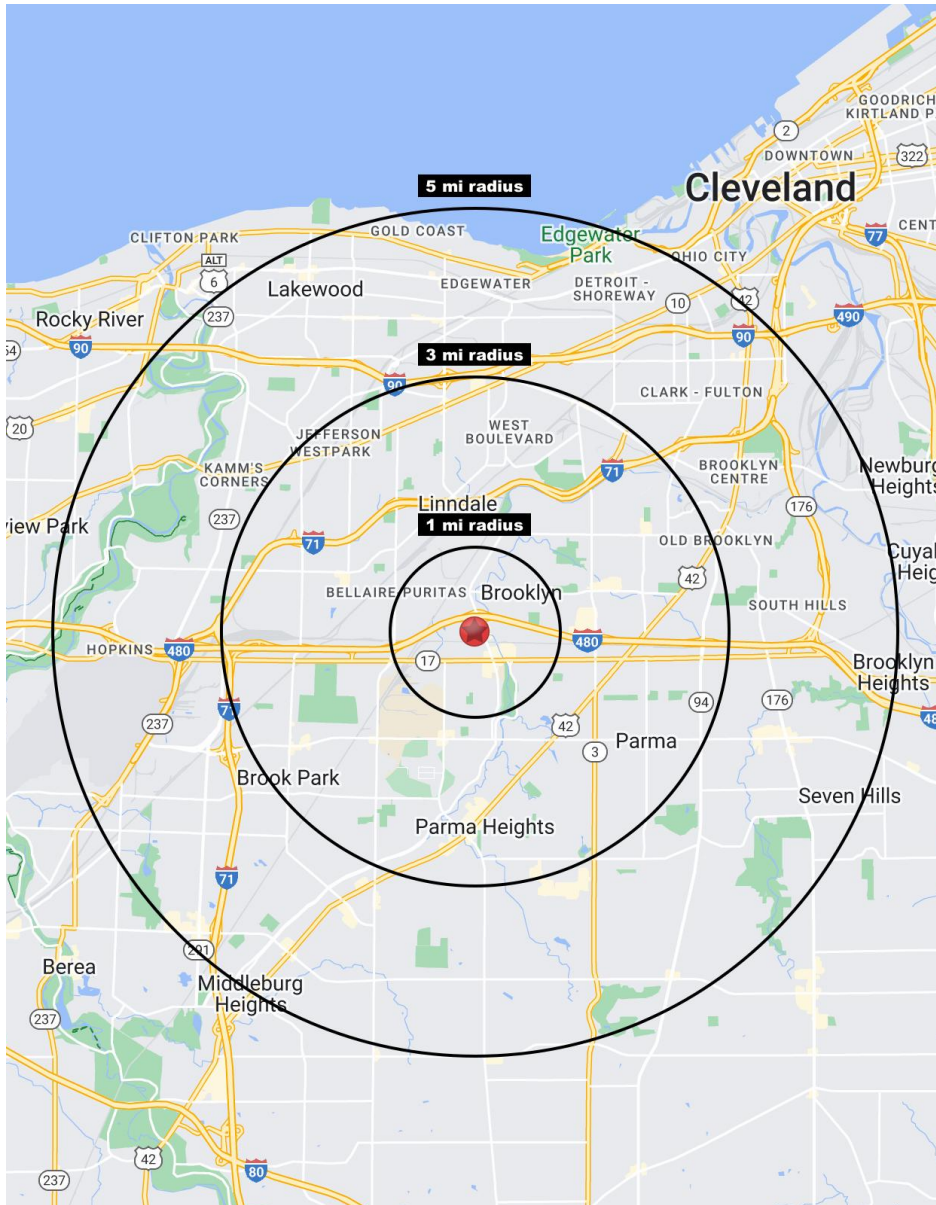 GOODRICH
KIRTLAND P
2
DOWNTOWN
322
5 mi radius
Cleveland
GOLD COAST
Edgewater
Park
CLIFTON PARK
77
CENT
OHIO CITY
ALT
6
EDGEWATER
DETROIT -
SHOREWAY
Lakewood
10
42
237
Rocky River
490
90
90
3 mi radius
90
CLARK - FULTON
20
WEST
BOULEVARD
JEFFERSON
WESTPARK
KAMM'S
CORNERS
71
BROOKLYN
CENTRE
Newburg
Heights
Linndale
176
237
view Park
1 mi radius
71
OLD BROOKLYN
Cuyah
Heig
42
BELLAIRE PURITAS
Brooklyn
SOUTH HILLS
HOPKINS
480
480
17
Brooklyn
Heights
94
176
71
237
42
48
Parma
3
Brook Park
Seven Hills
Parma Heights
71
291
Berea
Middleburg
Heights
237
42
80
237